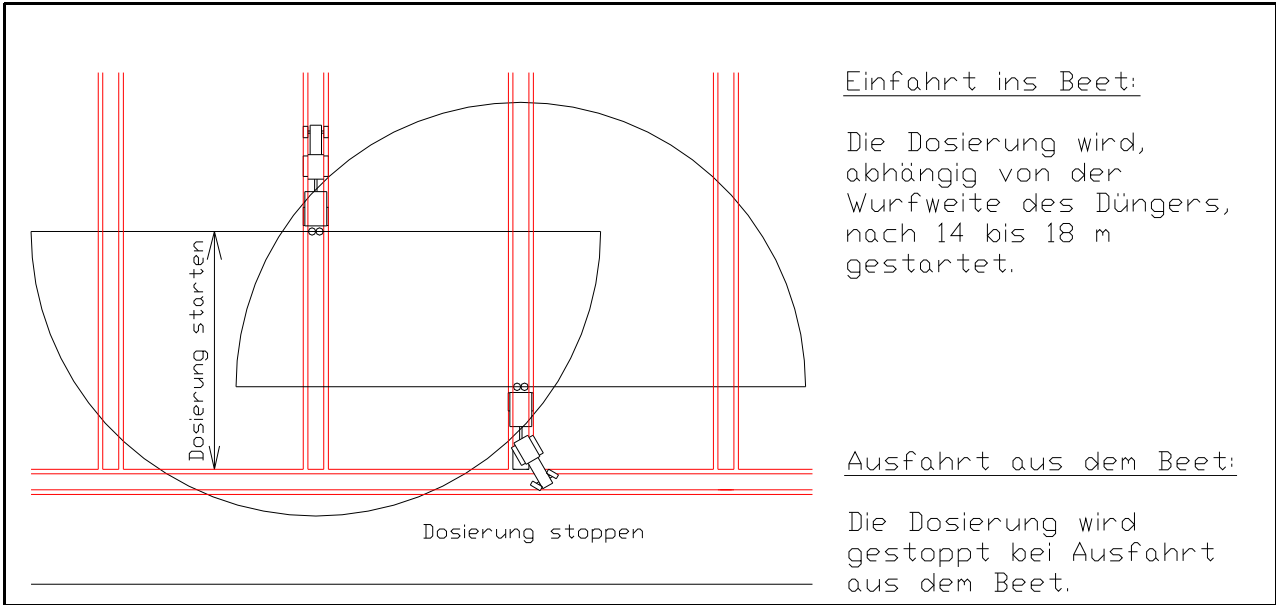 Einfahrt ins Beet:
Die Dosierung wird,
abhängig von der
Wurfweite des Düngers,
nach 14 bis 18 m
gestartet.
Dosierung starten
Ausfahrt aus dem Beet:
Dosierung stoppen
Die Dosierung wird
gestoppt bei Ausfahrt
aus dem Beet.